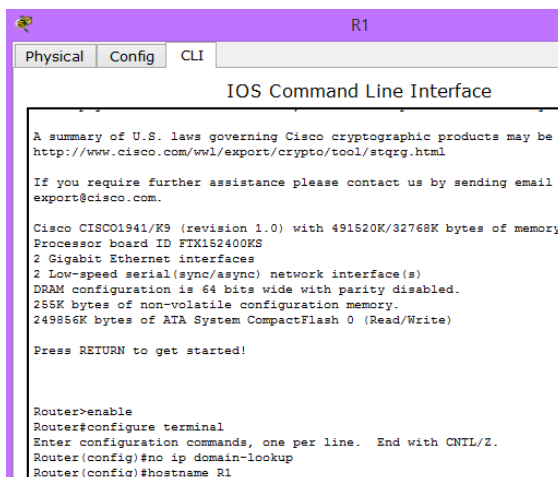 R1
Physical Config CLI
IOS Command Line Interface
A summary of U.S. laws governing Cisco cryptographic products may be
http://www.cisco.com/wwl/export/crypto/tool/stqrg.html
If you require further assistance please contact us by sending email
export@cisco.com.
Cisco CISCO1941/K9 (revision 1.0) with 491520K/32768K bytes of memory
Processor board ID FTX152400KS
2 Gigabit Ethernet interfaces
2 Low-speed serial(sync/async) network interface(s)
DRAM configuration is 64 bits wide with parity disabled.
255K bytes of non-volatile configuration memory.
249856K bytes of ATA System CompactFlash 0 (Read/Write)
Press RETURN to get started!
Router>enable
Router#configure terminal
Enter configuration commands, one per line.  End with CNTL/Z.
Router(config)#no ip domain-lookup
Router(config)#hostname R1